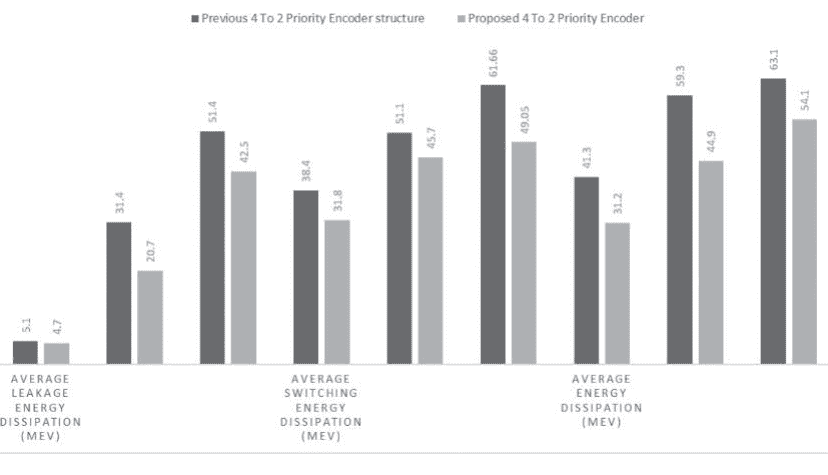 Previous 4 To 2 Priority Encoder structure
Proposed 4 To 2 Priority Encoder
5.1
4.7
31.4
20.7
51.4
42.5
38.4
31.8
51.1
45.7
61.66
49.05
41.3
31.2
59.3
44.9
63.1
54.1
AVERAGE
LEAKAGE
ENERGY
DISSIPATION
(MEV)
AVERAGE
SWITCHING
ENERGY
DISSIPATION
(MEV)
AVERAGE
ENERGY
DISSIPATION
(MEV)